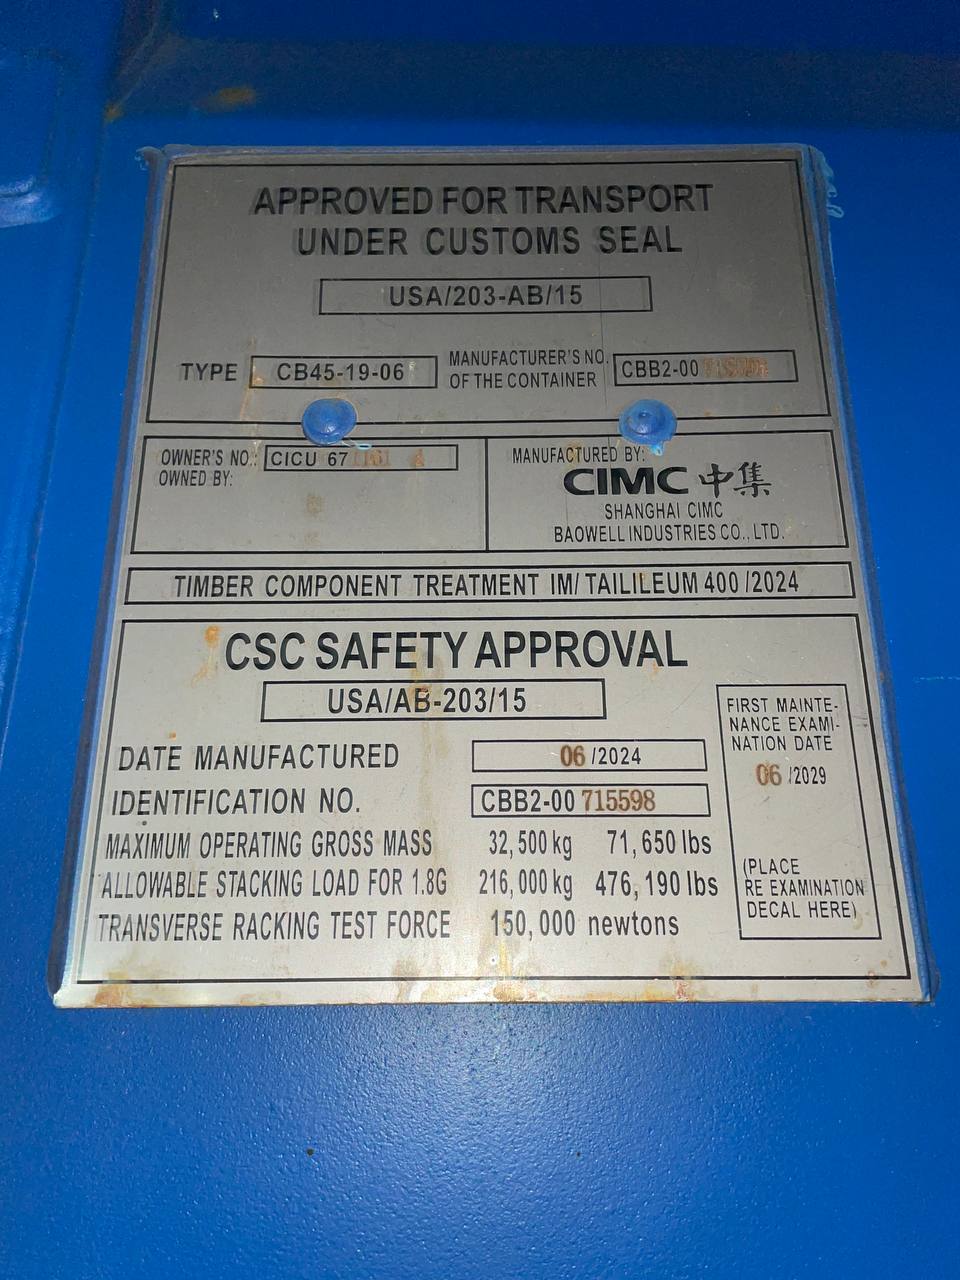 APPROVED FOR TRANSPORT
UNDER CUSTOMS SEAL
USA/203-AB/15
TYPE CB45-19-06
MANUFACTURER'S NO.
OF THE CONTAINER
CBB2-00
OWNER'S NO.: CICU 67
OWNED BY:
MANUFACTURED BY:
CIMC 中集
SHANGHAI CIMC
BAOWELL INDUSTRIES CO., LTD.
TIMBER COMPONENT TREATMENT IM/ TAILILEUM 400 /2024
CSC SAFETY APPROVAL
USA/AB-203/15
DATE MANUFACTURED 06 /2024
IDENTIFICATION NO. CBB2-00 715598
MAXIMUM OPERATING GROSS MASS 32,500 kg 71,650 lbs
ALLOWABLE STACKING LOAD FOR 1.8G 216,000 kg 476,190 lbs
TRANSVERSE RACKING TEST FORCE 150,000 newtons
FIRST MAINTE-
NANCE EXAMI-
NATION DATE
06 /2029
(PLACE
RE EXAMINATION
DECAL HERE)